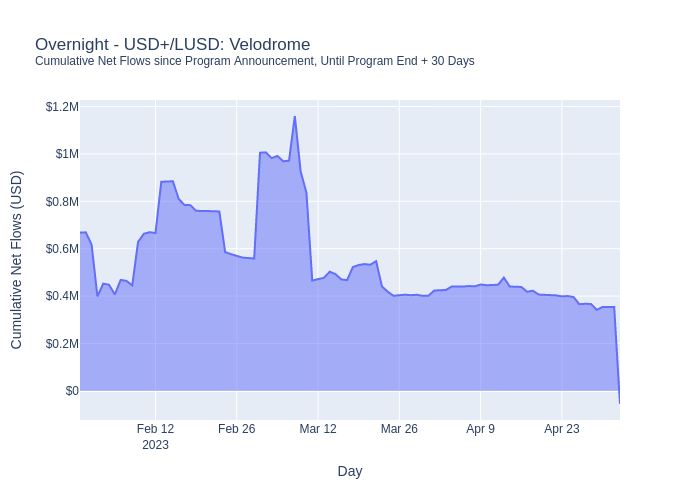 Overnight - USD+/LUSD: Velodrome
Cumulative Net Flows since Program Announcement, Until Program End + 30 Days
Cumulative Net Flows (USD)
$1.2M
$1M
$0.8M
$0.6M
$0.4M
$0.2M
$0
Feb 12 Feb 26 Mar 12 Mar 26 Apr 9 Apr 23
2023
Day